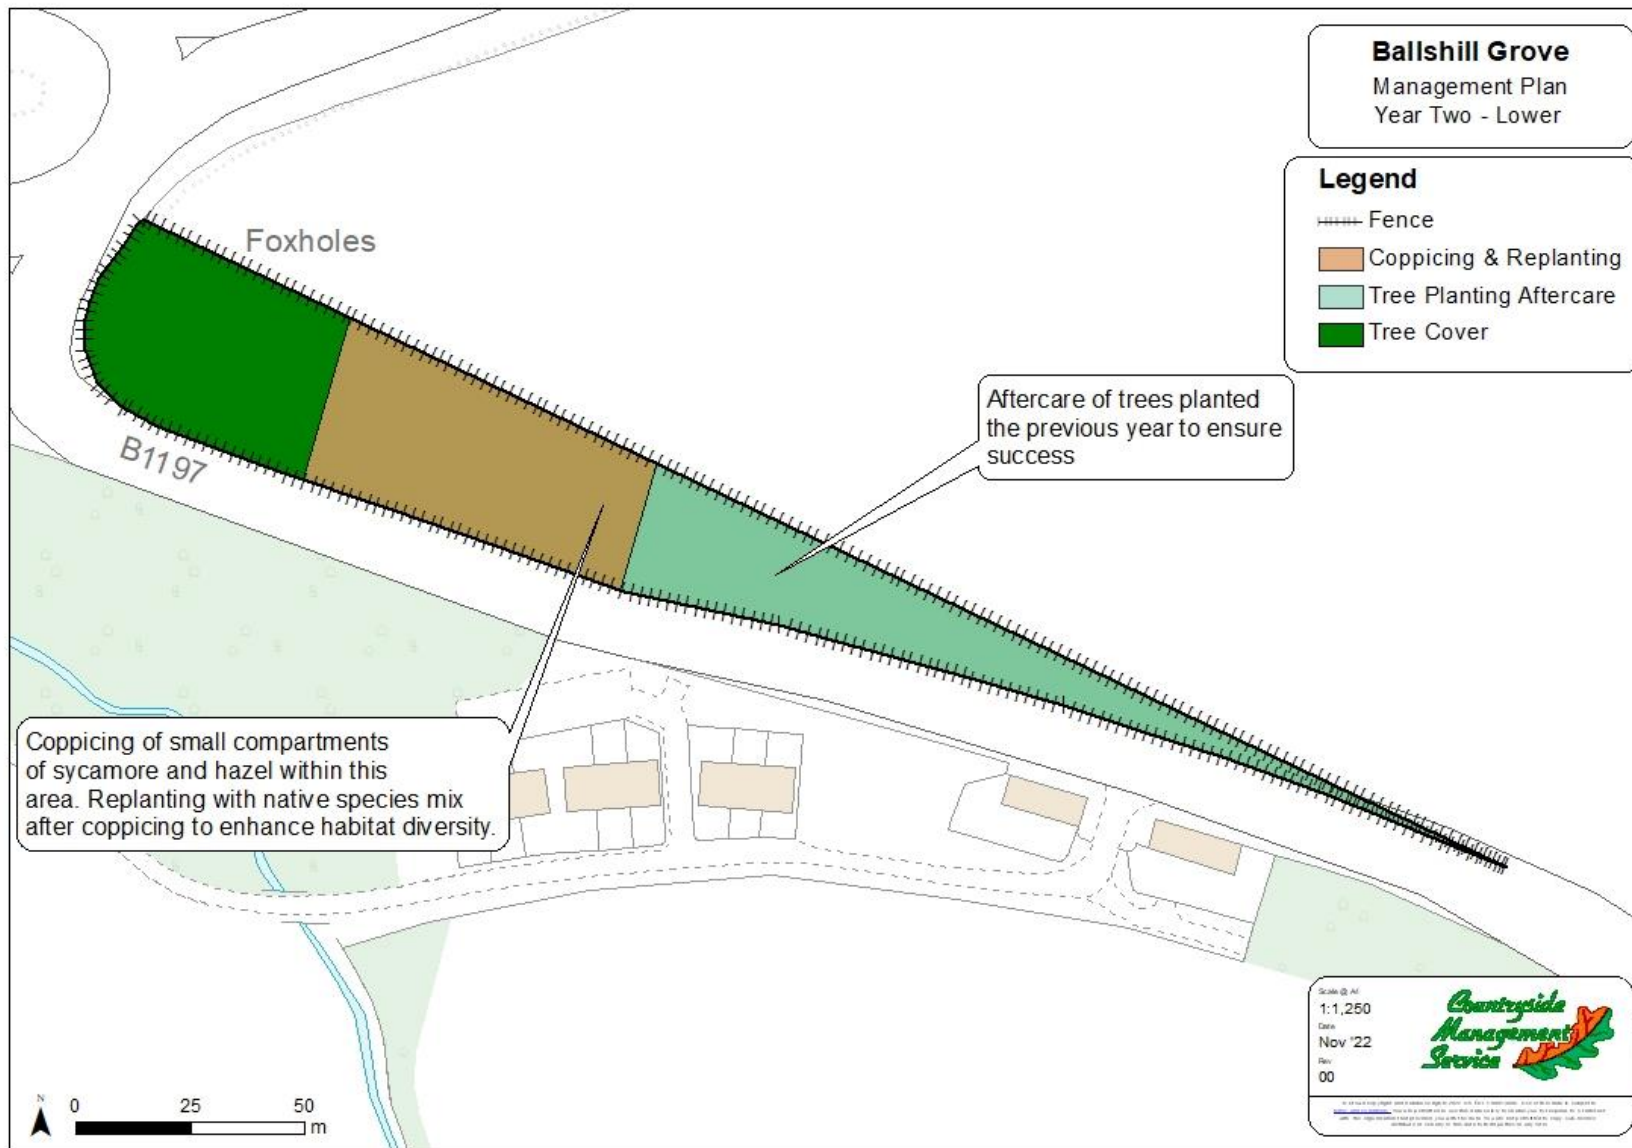 Ballshill Grove
Management Plan
Year Two - Lower
Legend
Fence
Coppicing & Replanting
Tree Planting Aftercare
Tree Cover
Foxholes
B1197
Aftercare of trees planted
the previous year to ensure
success
Coppicing of small compartments
of sycamore and hazel within this
area. Replanting with native species mix
after coppicing to enhance habitat diversity.
N
0 25 50
m
1:1,250
Date
Nov '22
Rev
00
Countryside
Management
Service